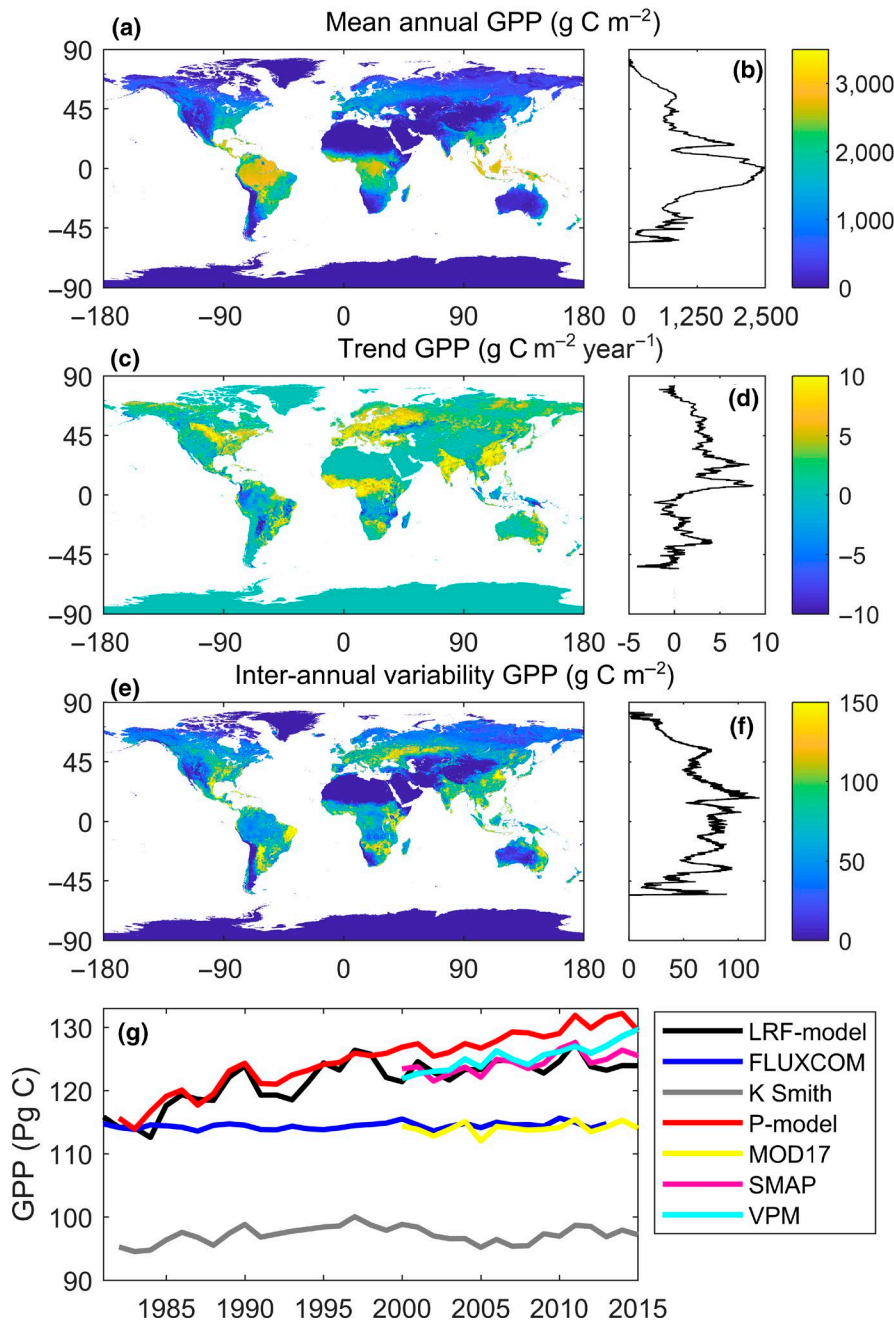 (a) Mean annual GPP (g C m⁻²)
90
45
0
−45
−90
−180 −90 0 90 180
(b)
0 1,250 2,500
3,000
2,000
1,000
0
(c) Trend GPP (g C m⁻² year⁻¹)
90
45
0
−45
−90
−180 −90 0 90 180
(d)
-5 0 5 10
10
5
0
−5
−10
(e) Inter-annual variability GPP (g C m⁻²)
90
45
0
−45
−90
−180 −90 0 90 180
(f)
0 50 100
150
100
50
0
(g)
GPP (Pg C)
130
120
110
100
90
1985 1990 1995 2000 2005 2010 2015
LRF-model
FLUXCOM
K Smith
P-model
MOD17
SMAP
VPM